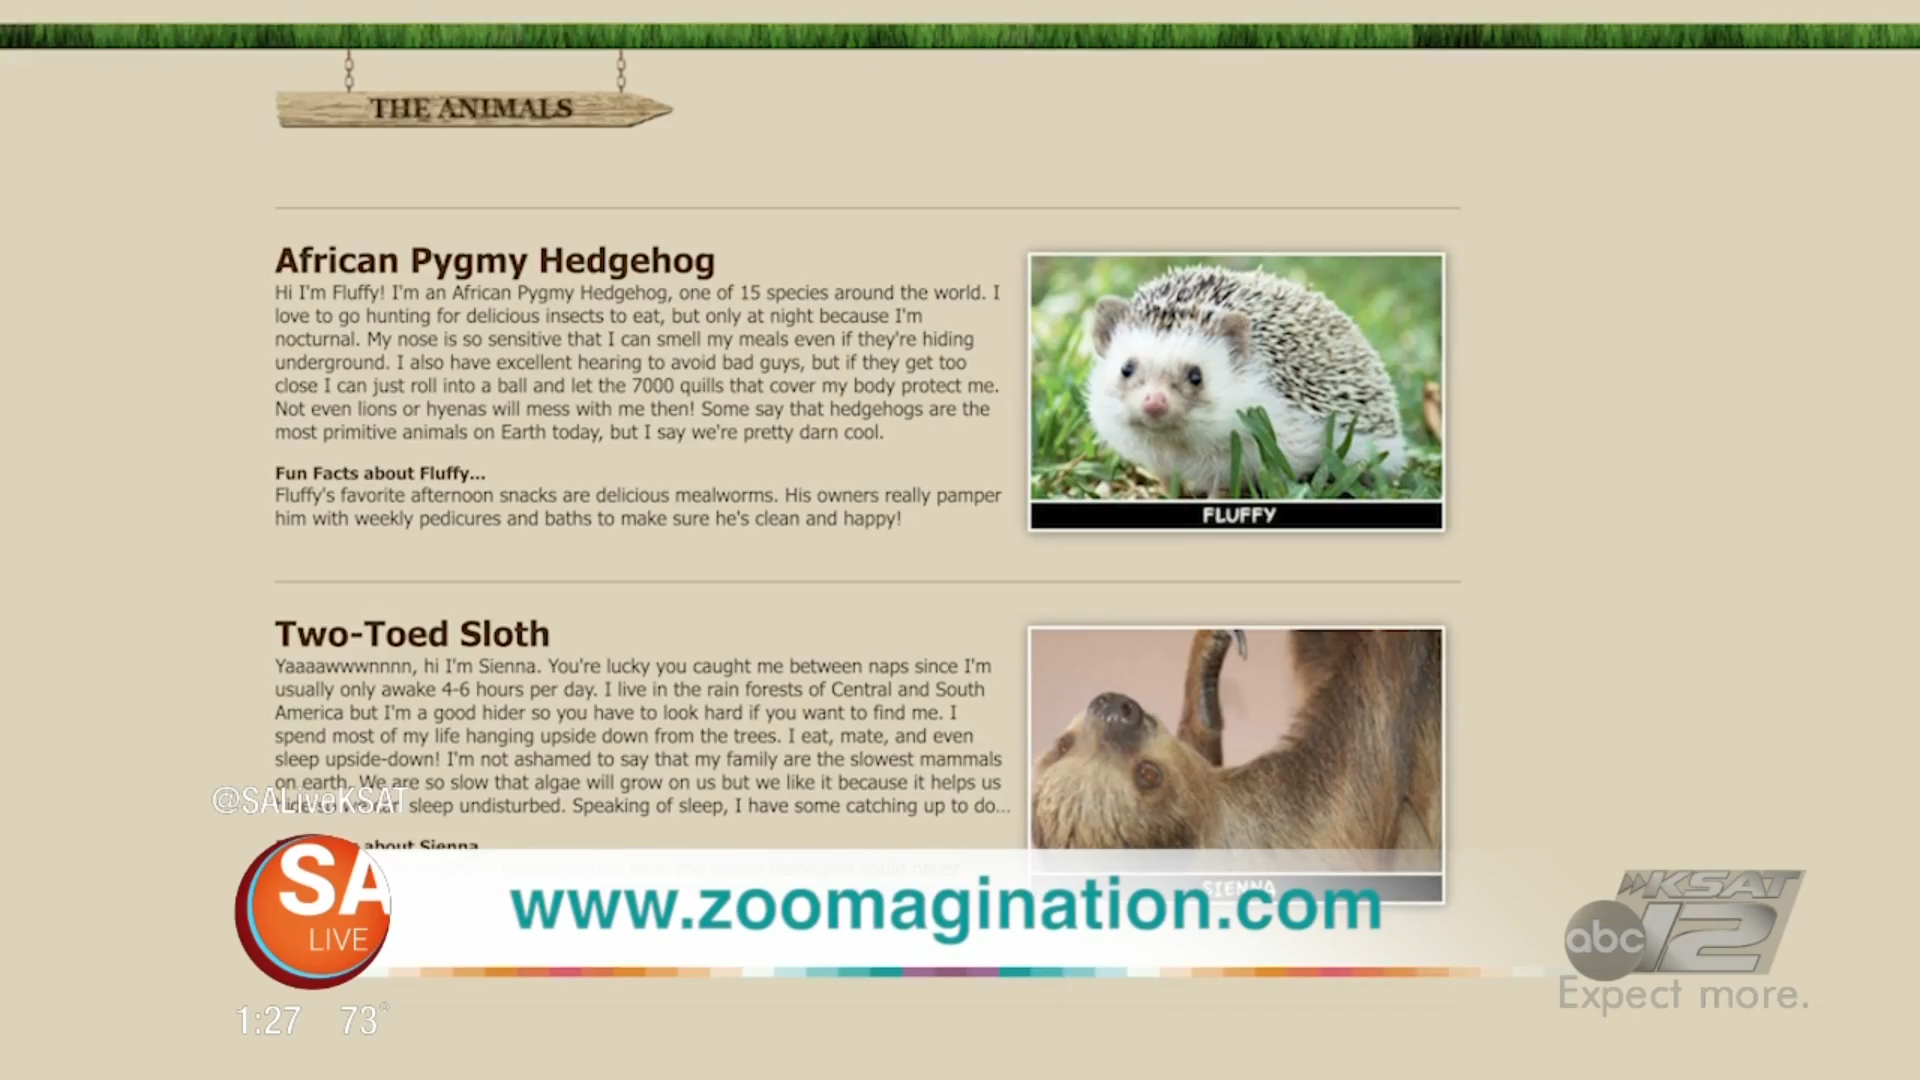 THE ANIMALS
African Pygmy Hedgehog
Hi I'm Fluffy! I'm an African Pygmy Hedgehog, one of 15 species around the world. I
love to go hunting for delicious insects to eat, but only at night because I'm
nocturnal. My nose is so sensitive that I can smell my meals even if they're hiding
underground. I also have excellent hearing to avoid bad guys, but if they get too
close I can just roll into a ball and let the 7000 quills that cover my body protect me.
Not even lions or hyenas will mess with me then! Some say that hedgehogs are the
most primitive animals on Earth today, but I say we're pretty darn cool.
Fun Facts about Fluffy...
Fluffy's favorite afternoon snacks are delicious mealworms. His owners really pamper
him with weekly pedicures and baths to make sure he's clean and happy!
FLUFFY
Two-Toed Sloth
Yaaaawwwnnnn, hi I'm Sienna. You're lucky you caught me between naps since I'm
usually only awake 4-6 hours per day. I live in the rain forests of Central and South
America but I'm a good hider so you have to look hard if you want to find me. I
spend most of my life hanging upside down from the trees. I eat, mate, and even
sleep upside-down! I'm not ashamed to say that my family are the slowest mammals
on earth. We are so slow that algae will grow on us but we like it because it helps us
sleep undisturbed. Speaking of sleep, I have some catching up to do...
about Sienna
SIENNA
@SALiveKSAT
SA
LIVE
www.zoomagination.com
1:27 73°
KSAT
abc 12
Expect more.